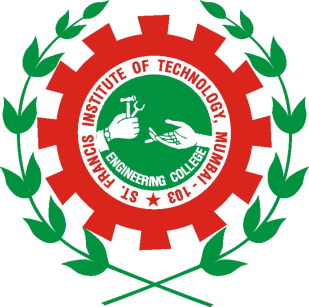 ST. FRANCIS INSTITUTE OF TECHNOLOGY, MUMBAI - 103
ENGINEERING COLLEGE